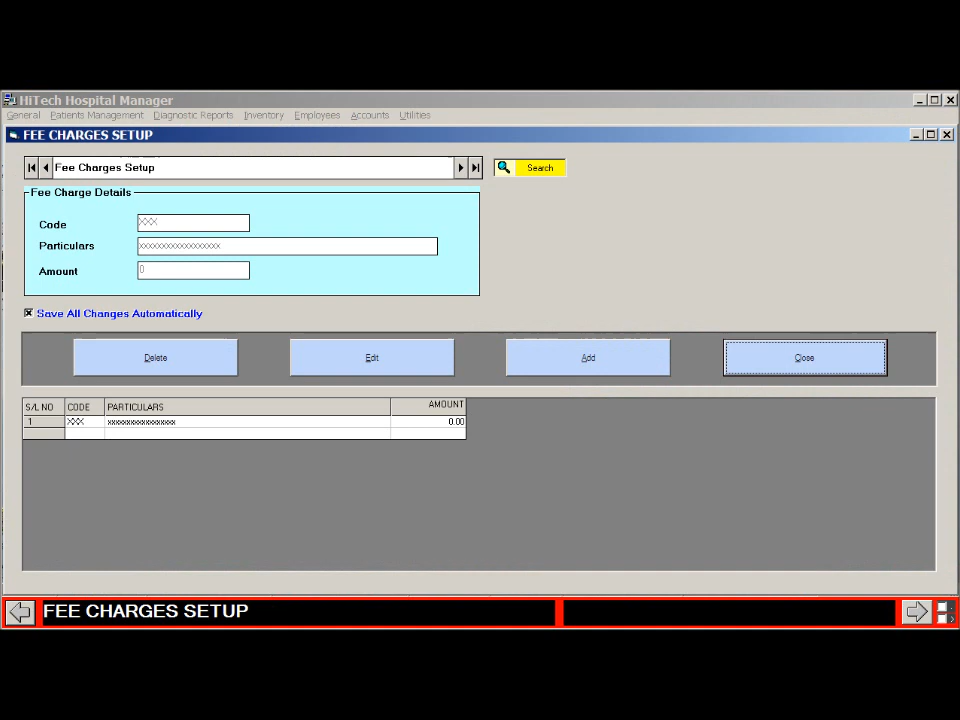 HiTech Hospital Manager
General Patients Management Diagnostic Reports Inventory Employees Accounts Utilities
FEE CHARGES SETUP
Fee Charges Setup Search
Fee Charge Details
Code XXX
Particulars xxxxxxxxxxxxxxxx
Amount 0
Save All Changes Automatically
Delete Edit Add Close
S/L NO CODE PARTICULARS AMOUNT
1 XXX xxxxxxxxxxxxxxxx 0.00
FEE CHARGES SETUP